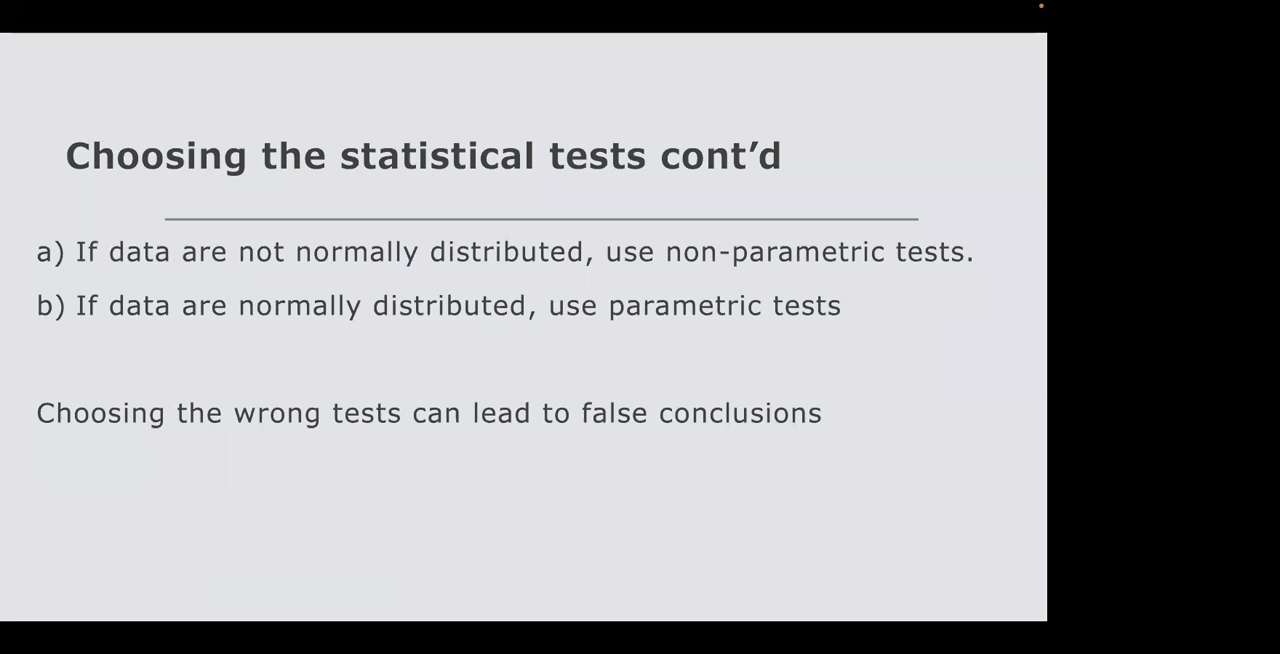 Choosing the statistical tests cont’d
a) If data are not normally distributed, use non-parametric tests.
b) If data are normally distributed, use parametric tests
Choosing the wrong tests can lead to false conclusions